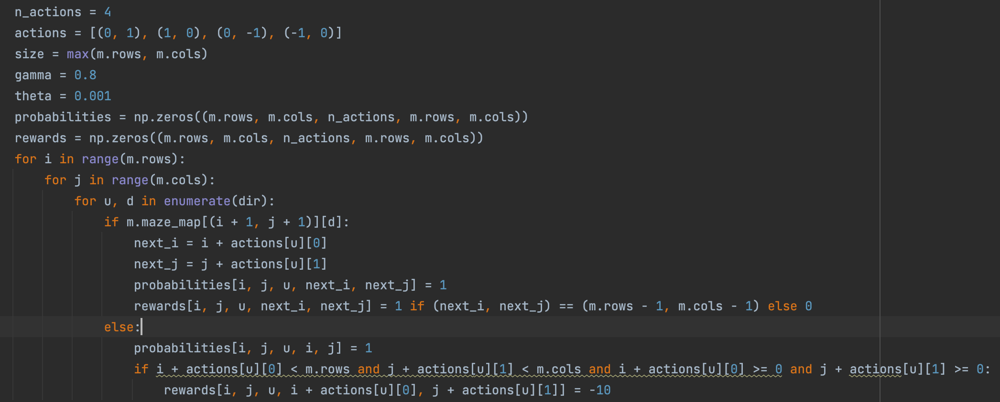 n_actions = 4
actions = [(0, 1), (1, 0), (0, -1), (-1, 0)]
size = max(m.rows, m.cols)
gamma = 0.8
theta = 0.001
probabilities = np.zeros((m.rows, m.cols, n_actions, m.rows, m.cols))
rewards = np.zeros((m.rows, m.cols, n_actions, m.rows, m.cols))
for i in range(m.rows):
    for j in range(m.cols):
        for u, d in enumerate(dir):
            if m.maze_map[(i + 1, j + 1)][d]:
                next_i = i + actions[u][0]
                next_j = j + actions[u][1]
                probabilities[i, j, u, next_i, next_j] = 1
                rewards[i, j, u, next_i, next_j] = 1 if (next_i, next_j) == (m.rows - 1, m.cols - 1) else 0
            else:
                probabilities[i, j, u, i, j] = 1
                if i + actions[u][0] < m.rows and j + actions[u][1] < m.cols and i + actions[u][0] >= 0 and j + actions[u][1] >= 0:
                    rewards[i, j, u, i + actions[u][0], j + actions[u][1]] = -10